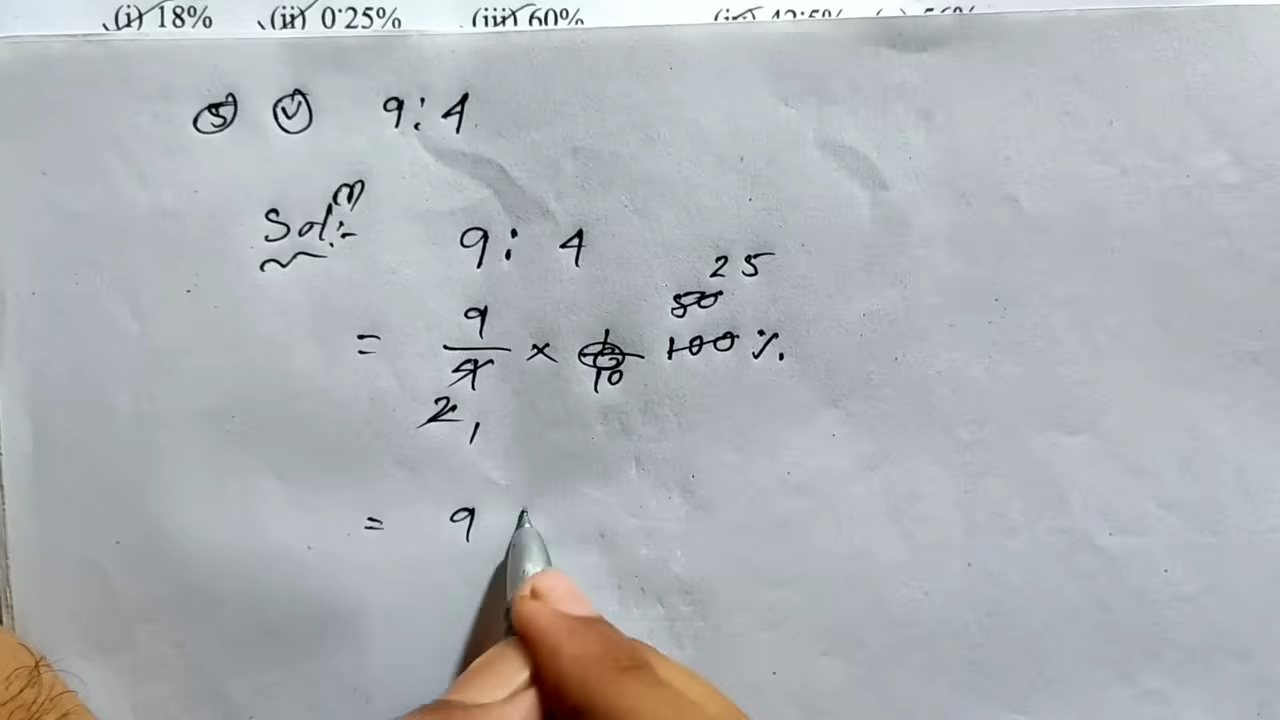 (i) 18% (ii) 0.25% (iii) 60%
5 v 9:4
Solⁿ:- 9: 4
25
50
= 9/4 × 100%
2 1
= 9